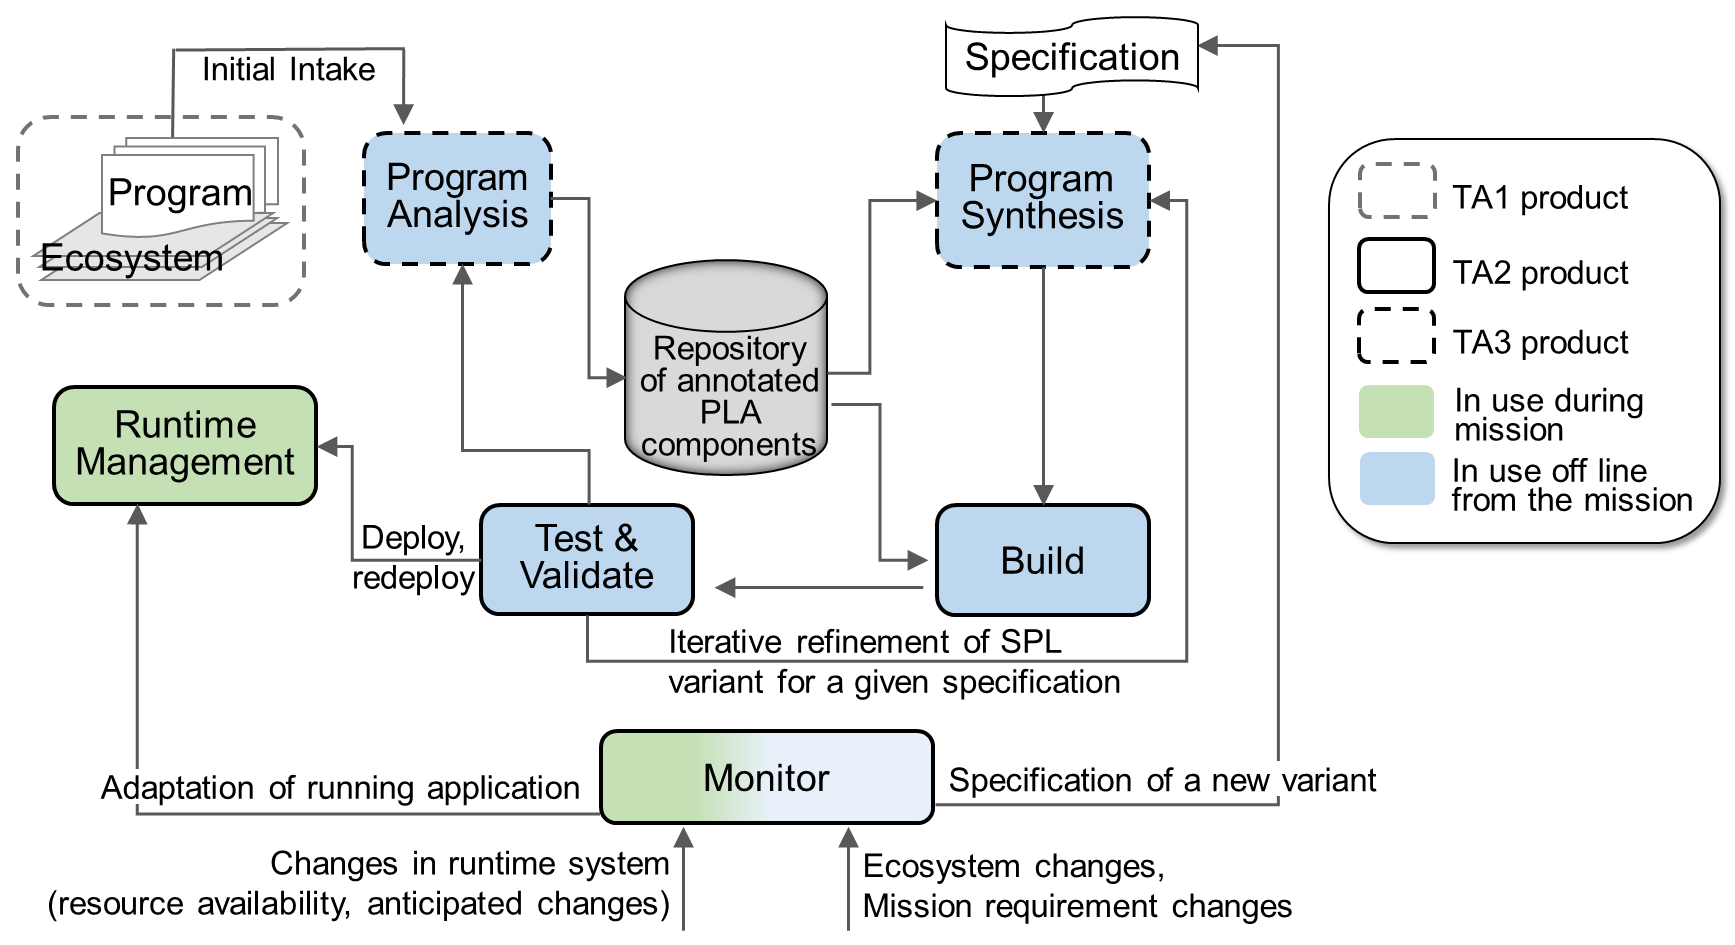 Initial Intake
Specification
Program
Ecosystem
Program
Analysis
Program
Synthesis
TA1 product
TA2 product
TA3 product
In use during
mission
In use off line
from the mission
Repository
of annotated
PLA
components
Runtime
Management
Deploy,
redeploy
Test &
Validate
Build
Iterative refinement of SPL
variant for a given specification
Monitor
Adaptation of running application
Specification of a new variant
Changes in runtime system
(resource availability, anticipated changes)
Ecosystem changes,
Mission requirement changes